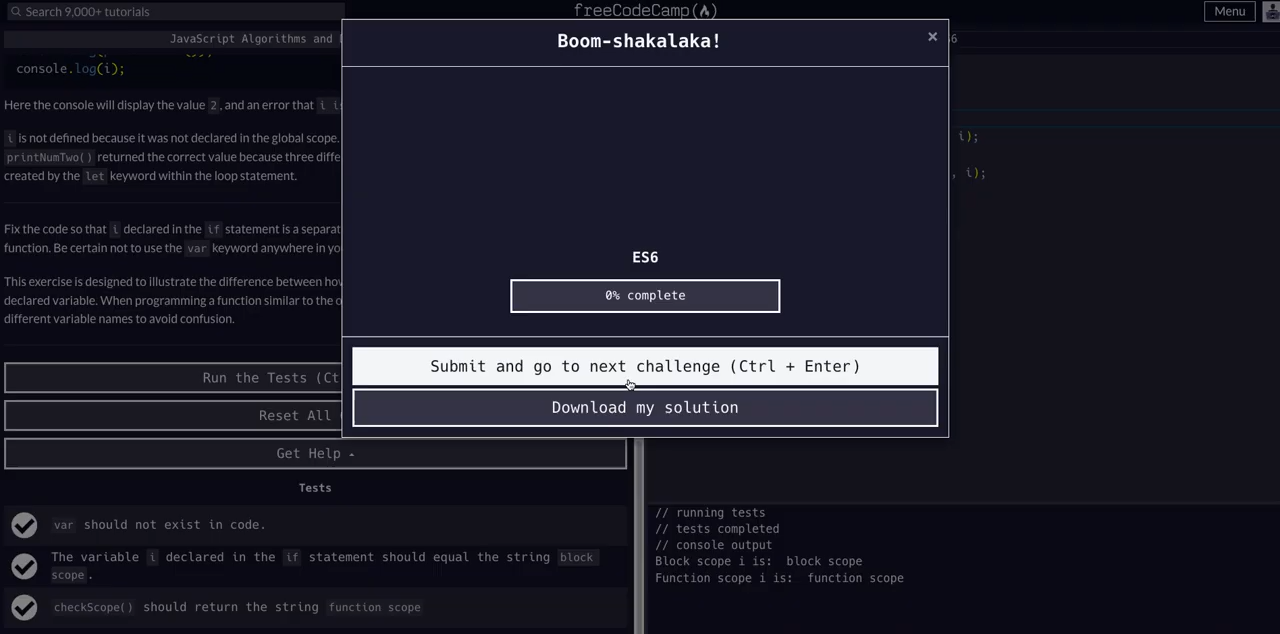 Search 9,000+ tutorials
freeCodeCamp
Menu
JavaScript Algorithms and
console.log(i);
Here the console will display the value 2, and an error that i
i is not defined because it was not declared in the global scope.
printNumTwo() returned the correct value because three
created by the let keyword within the loop statement.
Fix the code so that i declared in the if statement is a
function. Be certain not to use the var keyword anywhere in
This exercise is designed to illustrate the difference between
declared variable. When programming a function similar to the
different variable names to avoid confusion.
Run the Tests
Reset All
Get Help
Tests
var should not exist in code.
The variable i declared in the if statement should equal the string block
scope.
checkScope() should return the string function scope
Boom-shakalaka!
×
ES6
0% complete
Submit and go to next challenge (Ctrl + Enter)
Download my solution
i);
, i);
// running tests
// tests completed
// console output
Block scope i is: block scope
Function scope i is: function scope